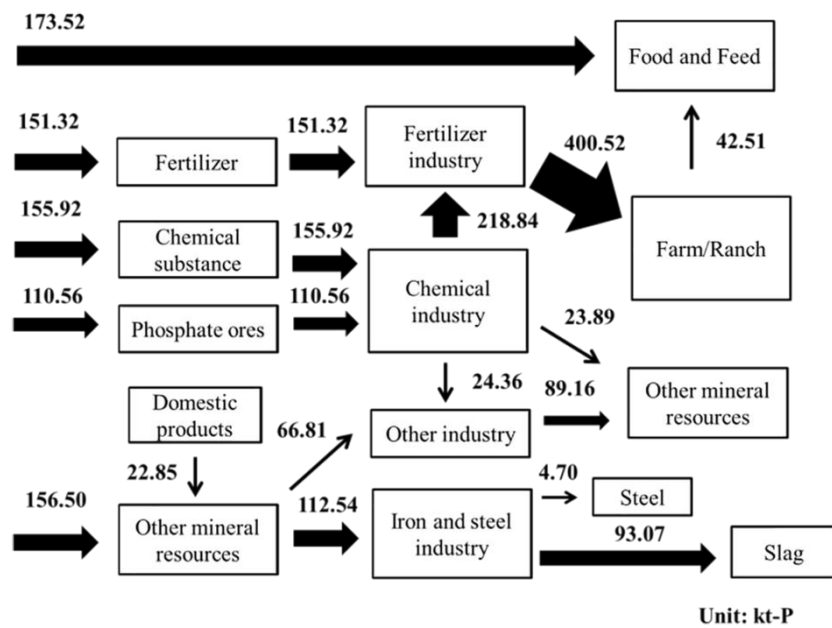 173.52
Food and Feed
151.32
Fertilizer
151.32
Fertilizer
industry
400.52
42.51
155.92
Chemical
substance
155.92
218.84
Farm/Ranch
110.56
Phosphate ores
110.56
Chemical
industry
23.89
Domestic
products
66.81
24.36
Other industry
89.16
Other mineral
resources
22.85
156.50
Other mineral
resources
112.54
Iron and steel
industry
4.70
Steel
93.07
Slag
Unit: kt-P